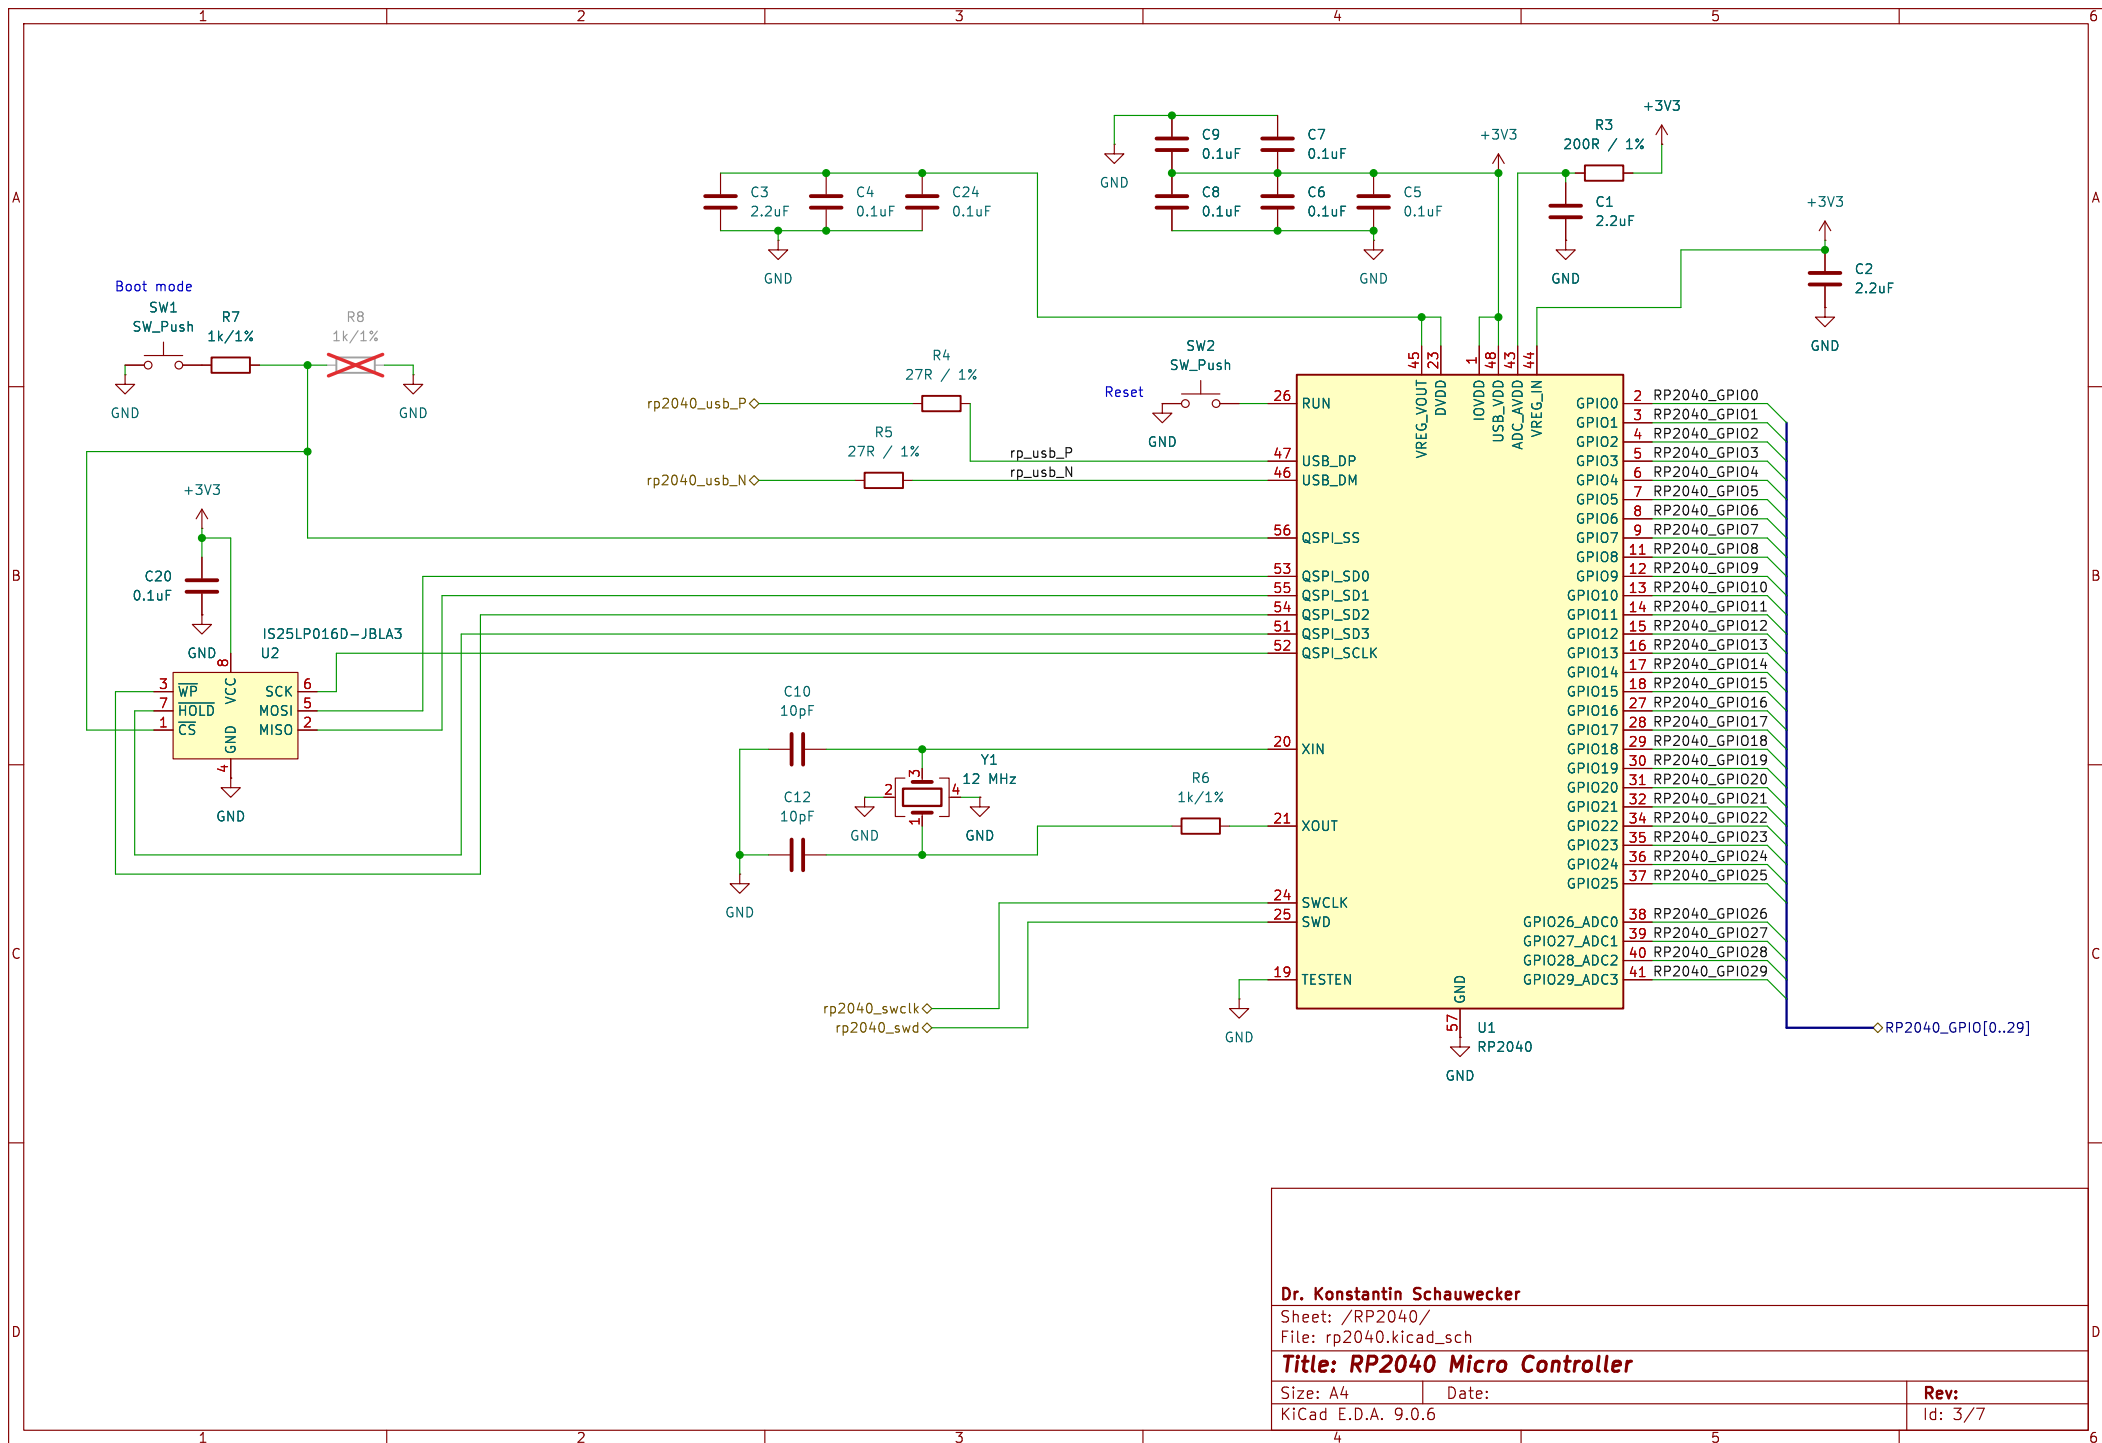 1 2 3 4 5 6
A
B
C
D
A
B
C
D
1 2 3 4 5 6
Boot mode
SW1
SW_Push
GND
R7
1k/1%
R8
1k/1%
GND
+3V3
C20
0.1uF
GND
IS25LP016D-JBLA3
U2
8
VCC
3 WP
7 HOLD
1 CS
SCK 6
MOSI 5
MISO 2
GND
4
GND
C3
2.2uF
C4
0.1uF
C24
0.1uF
GND
GND
C9
0.1uF
C7
0.1uF
C8
0.1uF
C6
0.1uF
C5
0.1uF
GND
+3V3
R3
200R / 1%
+3V3
C1
2.2uF
GND
+3V3
C2
2.2uF
GND
R4
27R / 1%
rp2040_usb_P
R5
27R / 1%
rp2040_usb_N
rp_usb_P
rp_usb_N
SW2
SW_Push
Reset
GND
C10
10pF
C12
10pF
GND
Y1
12 MHz
3
2
4
1
GND
GND
R6
1k/1%
rp2040_swclk
rp2040_swd
GND
45 VREG_VOUT
23 DVDD
1 IOVDD
48 USB_VDD
43 ADC_AVDD
44 VREG_IN
26 RUN
47 USB_DP
46 USB_DM
56 QSPI_SS
53 QSPI_SD0
55 QSPI_SD1
54 QSPI_SD2
51 QSPI_SD3
52 QSPI_SCLK
20 XIN
21 XOUT
24 SWCLK
25 SWD
19 TESTEN
GPIO0 2 RP2040_GPIO0
GPIO1 3 RP2040_GPIO1
GPIO2 4 RP2040_GPIO2
GPIO3 5 RP2040_GPIO3
GPIO4 6 RP2040_GPIO4
GPIO5 7 RP2040_GPIO5
GPIO6 8 RP2040_GPIO6
GPIO7 9 RP2040_GPIO7
GPIO8 11 RP2040_GPIO8
GPIO9 12 RP2040_GPIO9
GPIO10 13 RP2040_GPIO10
GPIO11 14 RP2040_GPIO11
GPIO12 15 RP2040_GPIO12
GPIO13 16 RP2040_GPIO13
GPIO14 17 RP2040_GPIO14
GPIO15 18 RP2040_GPIO15
GPIO16 27 RP2040_GPIO16
GPIO17 28 RP2040_GPIO17
GPIO18 29 RP2040_GPIO18
GPIO19 30 RP2040_GPIO19
GPIO20 31 RP2040_GPIO20
GPIO21 32 RP2040_GPIO21
GPIO22 34 RP2040_GPIO22
GPIO23 35 RP2040_GPIO23
GPIO24 36 RP2040_GPIO24
GPIO25 37 RP2040_GPIO25
GPIO26_ADC0 38 RP2040_GPIO26
GPIO27_ADC1 39 RP2040_GPIO27
GPIO28_ADC2 40 RP2040_GPIO28
GPIO29_ADC3 41 RP2040_GPIO29
GND
57
U1
RP2040
GND
RP2040_GPIO[0..29]
Dr. Konstantin Schauwecker
Sheet: /RP2040/
File: rp2040.kicad_sch
Title: RP2040 Micro Controller
Size: A4 Date: Rev:
KiCad E.D.A. 9.0.6 Id: 3/7